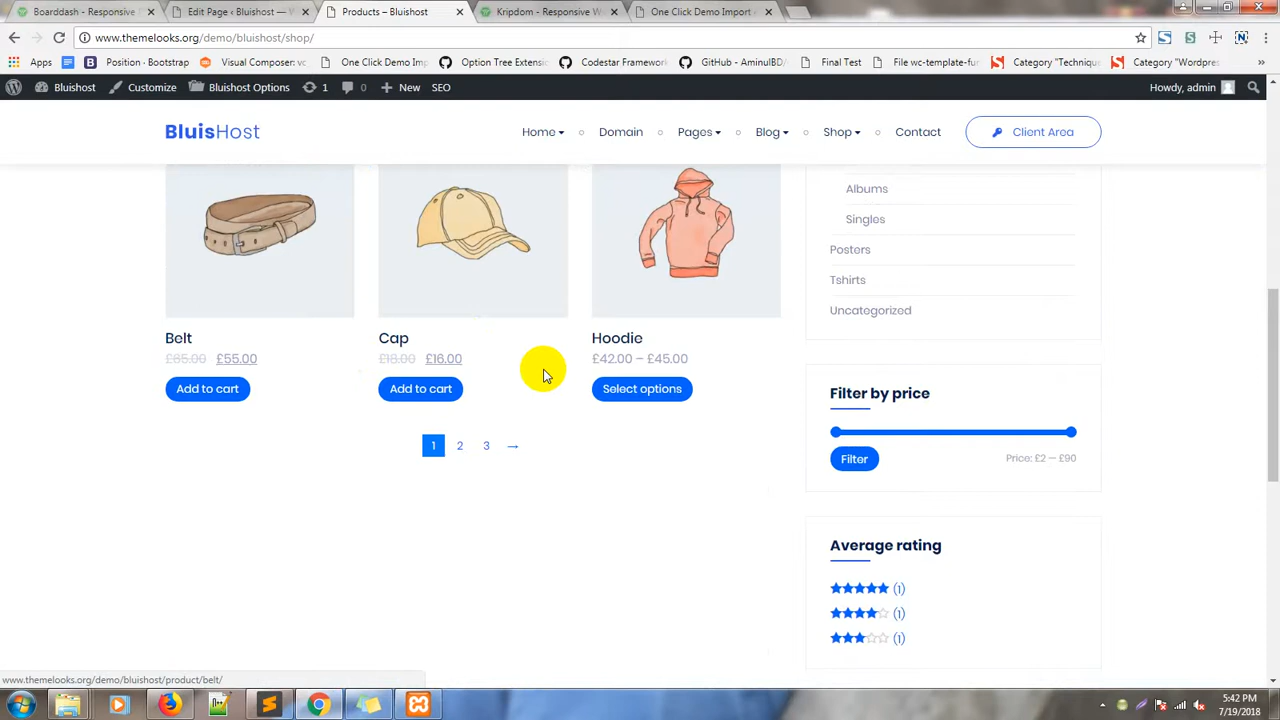 Boarddash - Responsive
Edit Page ‹ Bluishost — W
Products – Bluishost
Kripdom - Responsive W
One Click Demo Import
www.themelooks.org/demo/bluishost/shop/
Apps
Position · Bootstrap
Visual Composer: vc
One Click Demo Imp
Option Tree Extensio
Codestar Framework
GitHub - AminulBD/
Final Test
File wc-template-fun
Category "Technique
Category "Wordpres
Bluishost
Customize
Bluishost Options
1
0
New
SEO
Howdy, admin
BluisHost
Home
Domain
Pages
Blog
Shop
Contact
Client Area
Belt
£85.00 £55.00
Add to cart
Cap
£18.00 £16.00
Add to cart
Hoodie
£42.00 – £45.00
Select options
1 2 3 →
Albums
Singles
Posters
Tshirts
Uncategorized
Filter by price
Filter
Price: £2 — £90
Average rating
(1)
(1)
(1)
www.themelooks.org/demo/bluishost/product/belt/
5:42 PM
7/19/2018